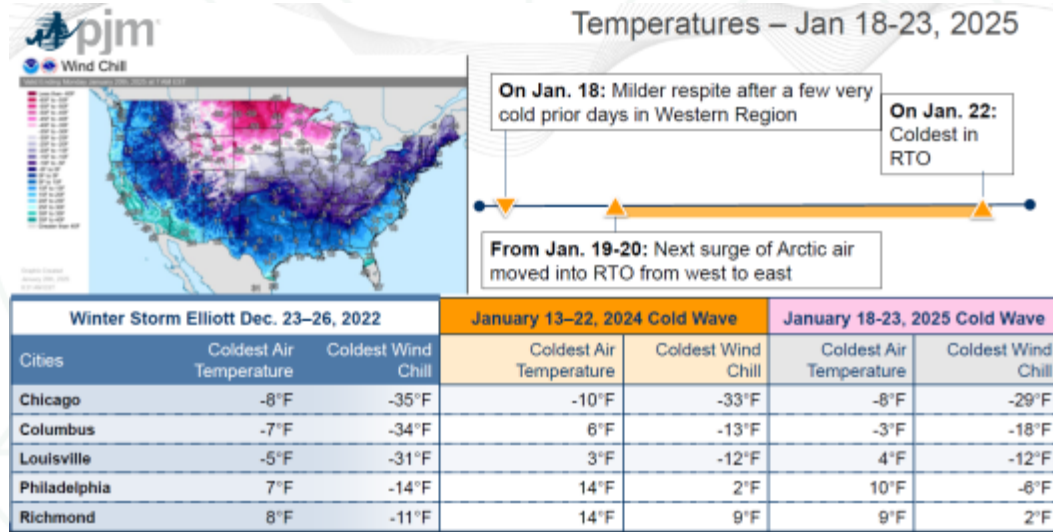 pjm
Temperatures – Jan 18-23, 2025
Wind Chill
On Jan. 18: Milder respite after a few very
cold prior days in Western Region
On Jan. 22:
Coldest in
RTO
From Jan. 19-20: Next surge of Arctic air
moved into RTO from west to east
Winter Storm Elliott Dec. 23–26, 2022 January 13–22, 2024 Cold Wave January 18-23, 2025 Cold Wave
Cities Coldest Air Temperature Coldest Wind Chill Coldest Air Temperature Coldest Wind Chill Coldest Air Temperature Coldest Wind Chill
Chicago -8°F -35°F -10°F -33°F -8°F -29°F
Columbus -7°F -34°F 6°F -13°F -3°F -18°F
Louisville -5°F -31°F 3°F -12°F 4°F -12°F
Philadelphia 7°F -14°F 14°F 2°F 10°F -6°F
Richmond 8°F -11°F 14°F 9°F 9°F 2°F